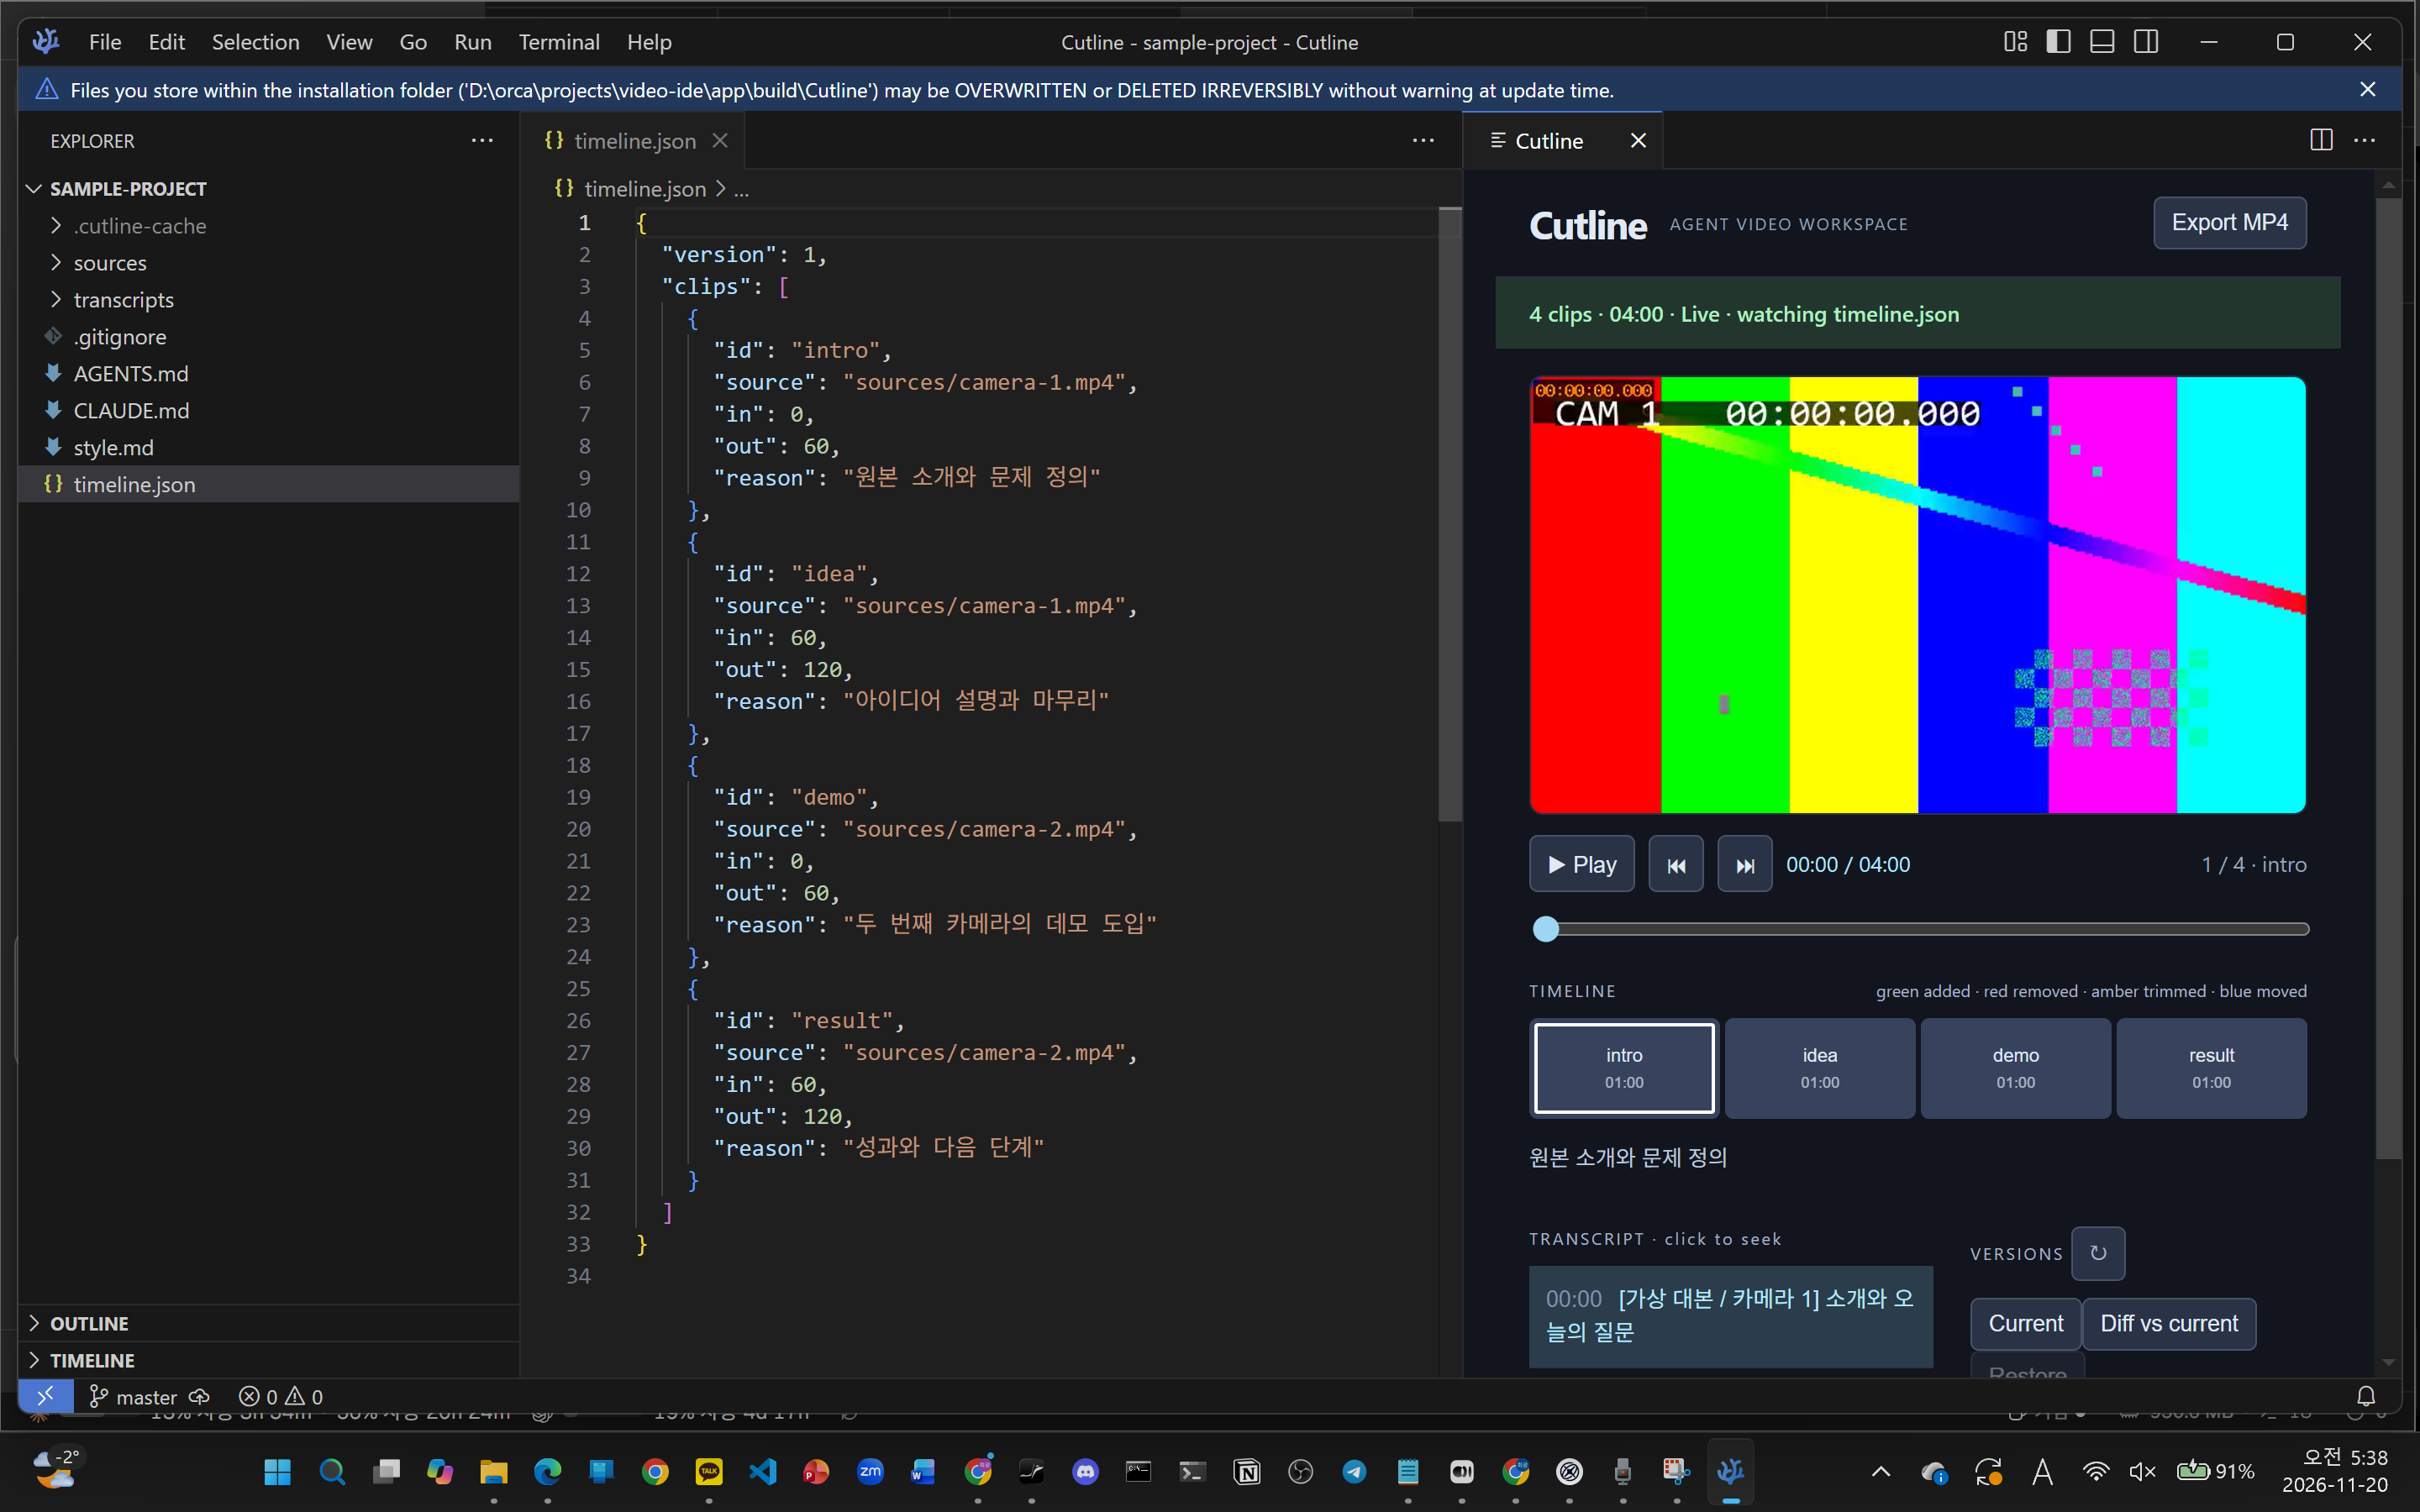 File Edit Selection View Go Run Terminal Help
Cutline - sample-project - Cutline
Files you store within the installation folder ('D:\orca\projects\video-ide\app\build\Cutline') may be OVERWRITTEN or DELETED IRREVERSIBLY without warning at update time.
EXPLORER
SAMPLE-PROJECT
.cutline-cache
sources
transcripts
.gitignore
AGENTS.md
CLAUDE.md
style.md
{} timeline.json
OUTLINE
TIMELINE
{} timeline.json
{} timeline.json > ...
1 {
2 "version": 1,
3 "clips": [
4 {
5 "id": "intro",
6 "source": "sources/camera-1.mp4",
7 "in": 0,
8 "out": 60,
9 "reason": "원본 소개와 문제 정의"
10 },
11 {
12 "id": "idea",
13 "source": "sources/camera-1.mp4",
14 "in": 60,
15 "out": 120,
16 "reason": "아이디어 설명과 마무리"
17 },
18 {
19 "id": "demo",
20 "source": "sources/camera-2.mp4",
21 "in": 0,
22 "out": 60,
23 "reason": "두 번째 카메라의 데모 도입"
24 },
25 {
26 "id": "result",
27 "source": "sources/camera-2.mp4",
28 "in": 60,
29 "out": 120,
30 "reason": "성과와 다음 단계"
31 }
32 ]
33 }
34
Cutline
Cutline AGENT VIDEO WORKSPACE
Export MP4
4 clips · 04:00 · Live · watching timeline.json
00:00:00.000
CAM 1 00:00:00.000
Play 00:00 / 04:00 1 / 4 · intro
TIMELINE green added · red removed · amber trimmed · blue moved
intro idea demo result
01:00 01:00 01:00 01:00
원본 소개와 문제 정의
TRANSCRIPT · click to seek
00:00 [가상 대본 / 카메라 1] 소개와 오
늘의 질문
VERSIONS
Current Diff vs current
Restore
master 0 0
-2°
TALK
zm
A
91%
오전 5:38
2026-11-20